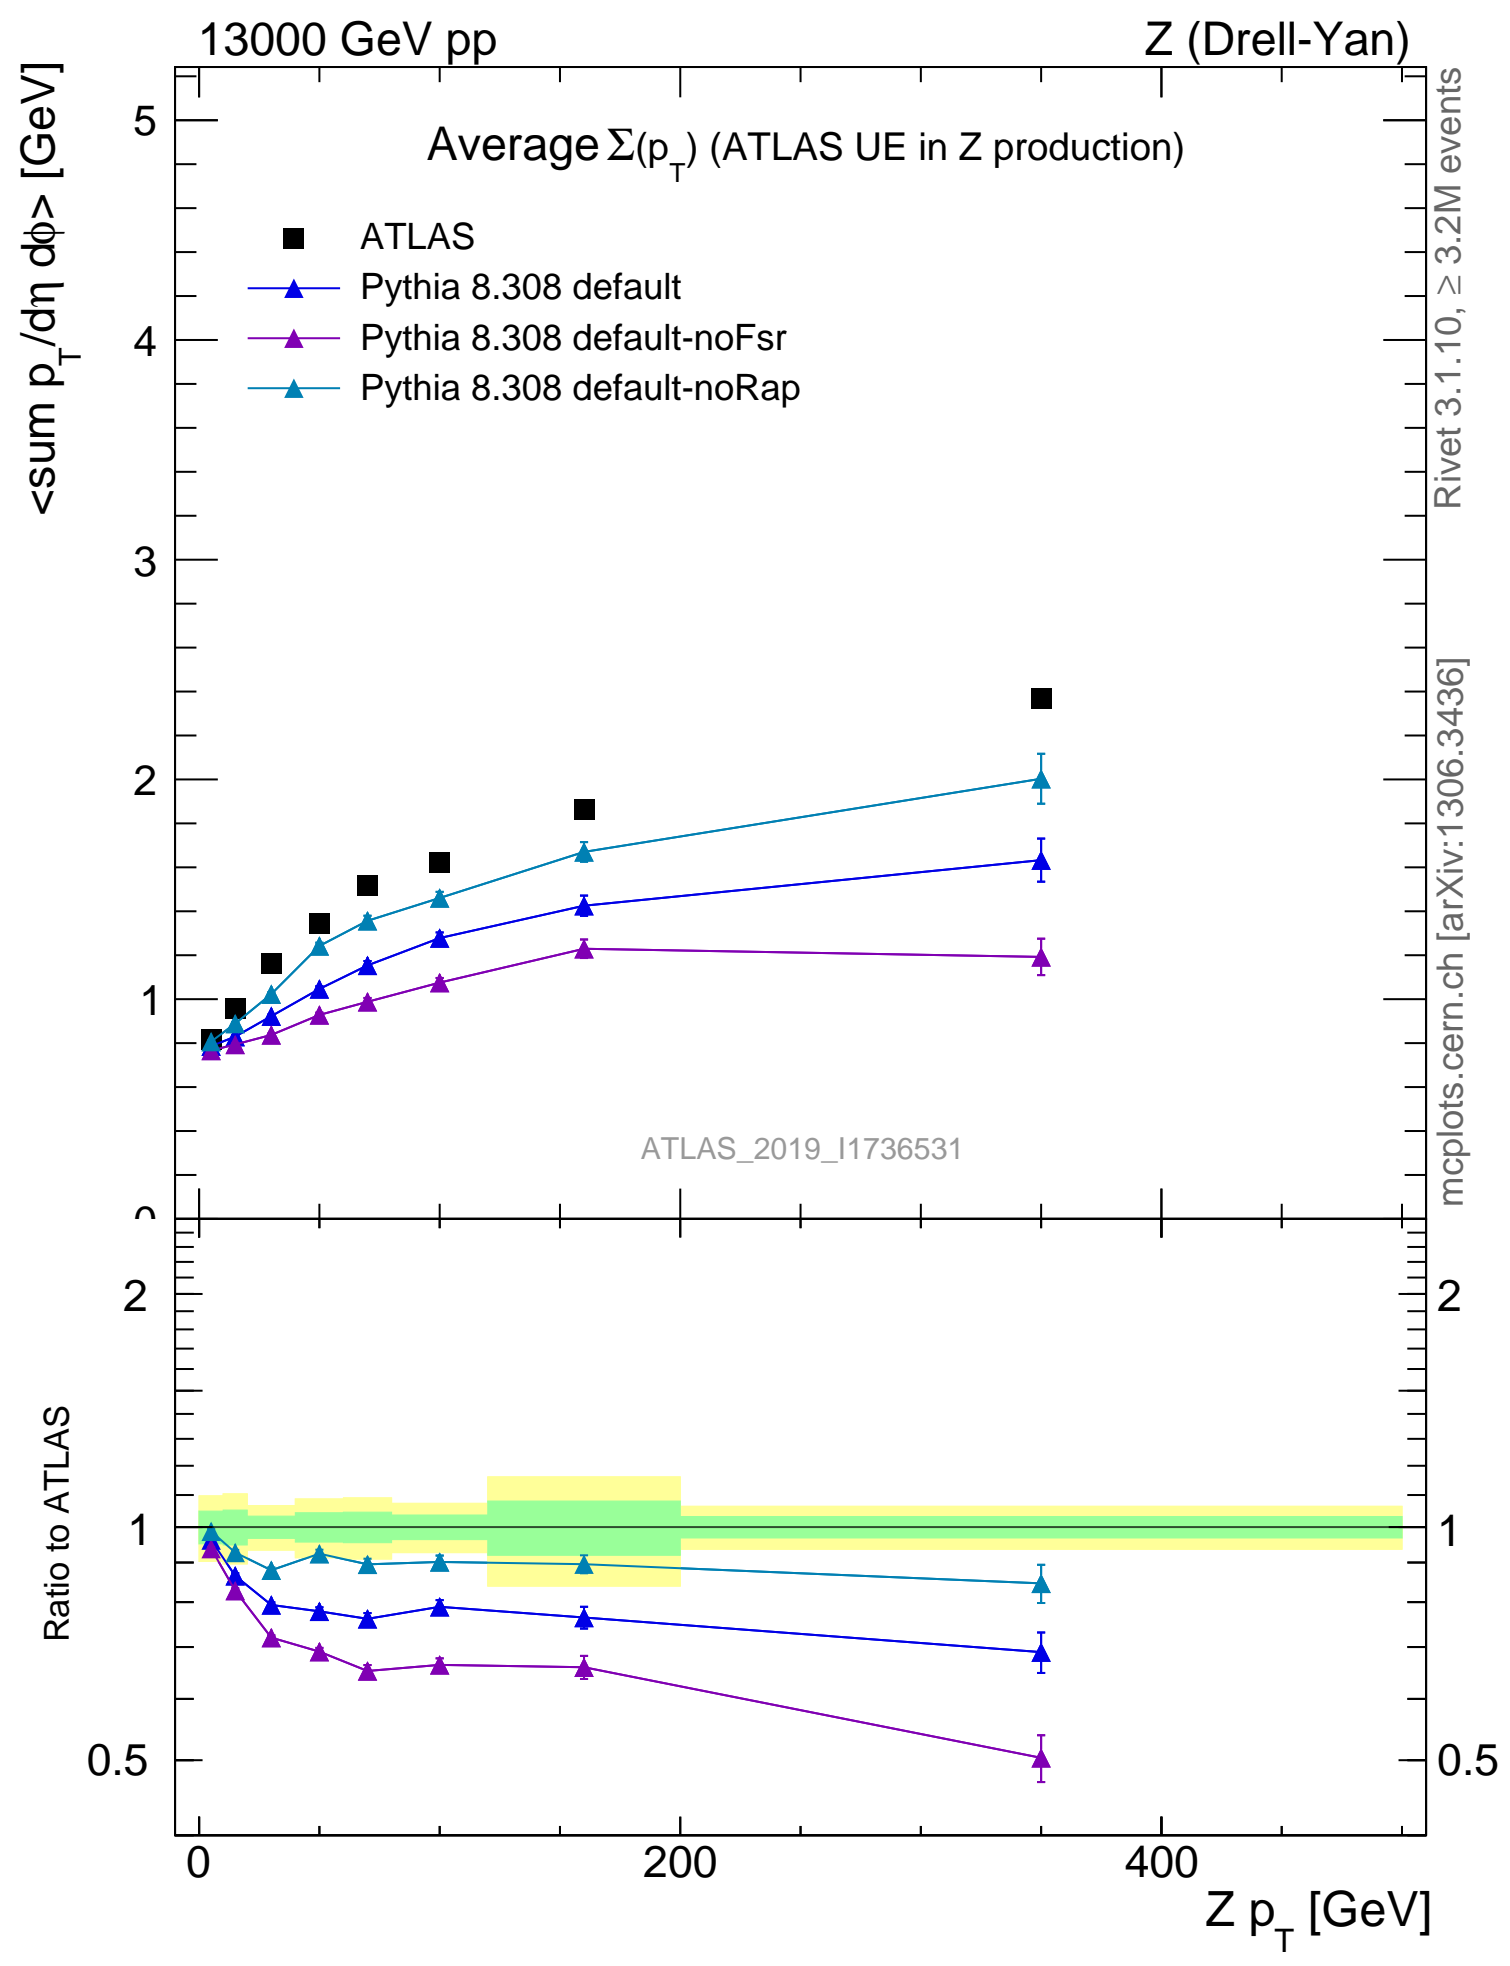 13000 GeV pp
Z (Drell-Yan)
<sum p_T/dη dϕ> [GeV]
Average Σ(p_T) (ATLAS UE in Z production)
ATLAS
Pythia 8.308 default
Pythia 8.308 default-noFsr
Pythia 8.308 default-noRap
5
4
3
2
1
0
ATLAS_2019_I1736531
Rivet 3.1.10, ≥ 3.2M events
mcplots.cern.ch [arXiv:1306.3436]
Ratio to ATLAS
2
1
0.5
2
1
0.5
0
200
400
Z p_T [GeV]